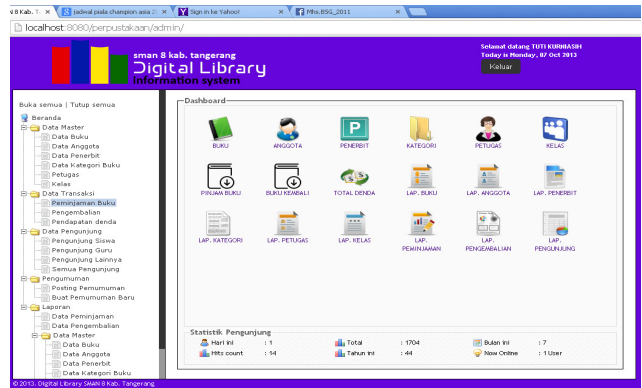 8 Kab. T
jadwal piala champion asia 2
Sign in to Yahoo!
Mhs.BSG_2011
localhost:8080/perpustakaan/admin/
sman 8 kab. tangerang
Digital Library
information system
Selamat datang TUTI KURNIASIH
Today is Monday, 07 Oct 2013
Keluar
Buka semua | Tutup semua
Beranda
Data Master
Data Buku
Data Anggota
Data Penerbit
Data Kategori Buku
Petugas
Kelas
Data Transaksi
Peminjaman Buku
Pengembalian
Pendapatan denda
Data Pengunjung
Pengunjung Siswa
Pengunjung Guru
Pengunjung Lainnya
Semua Pengunjung
Pengumuman
Posting Pemumuman
Buat Pemumuman Baru
Laporan
Data Peminjaman
Data Pengembalian
Data Master
Data Buku
Data Anggota
Data Penerbit
Data Kategori Buku
Dashboard
BUKU ANGGOTA PENERBIT KATEGORI PETUGAS KELAS
PINJAM BUKU BUKU KEMBALI TOTAL DENDA LAP. BUKU LAP. ANGGOTA LAP. PENERBIT
LAP. KATEGORI LAP. PETUGAS LAP. KELAS LAP. PEMINJAMAN LAP. PENGEMBALIAN LAP. PENGUNJUNG
Statistik Pengunjung
Hari ini : 1 Total : 1704 Bulan ini : 7
Hits count : 14 Tahun ini : 44 Now Online : 1 User
© 2013. Digital Library SMAN 8 Kab. Tangerang